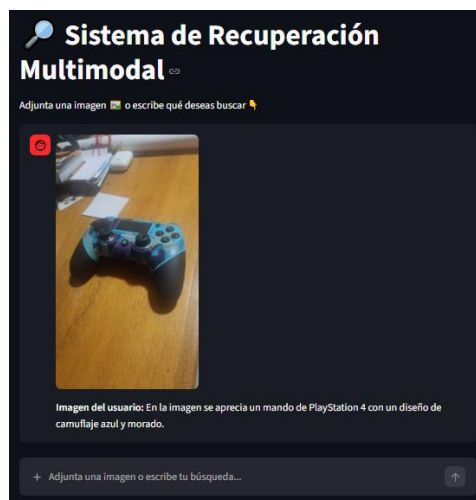 🔎 Sistema de Recuperación
Multimodal
Adjunta una imagen 🖼️ o escribe qué deseas buscar 👇
Imagen del usuario: En la imagen se aprecia un mando de PlayStation 4 con un diseño de
camuflaje azul y morado.
+ Adjunta una imagen o escribe tu búsqueda...